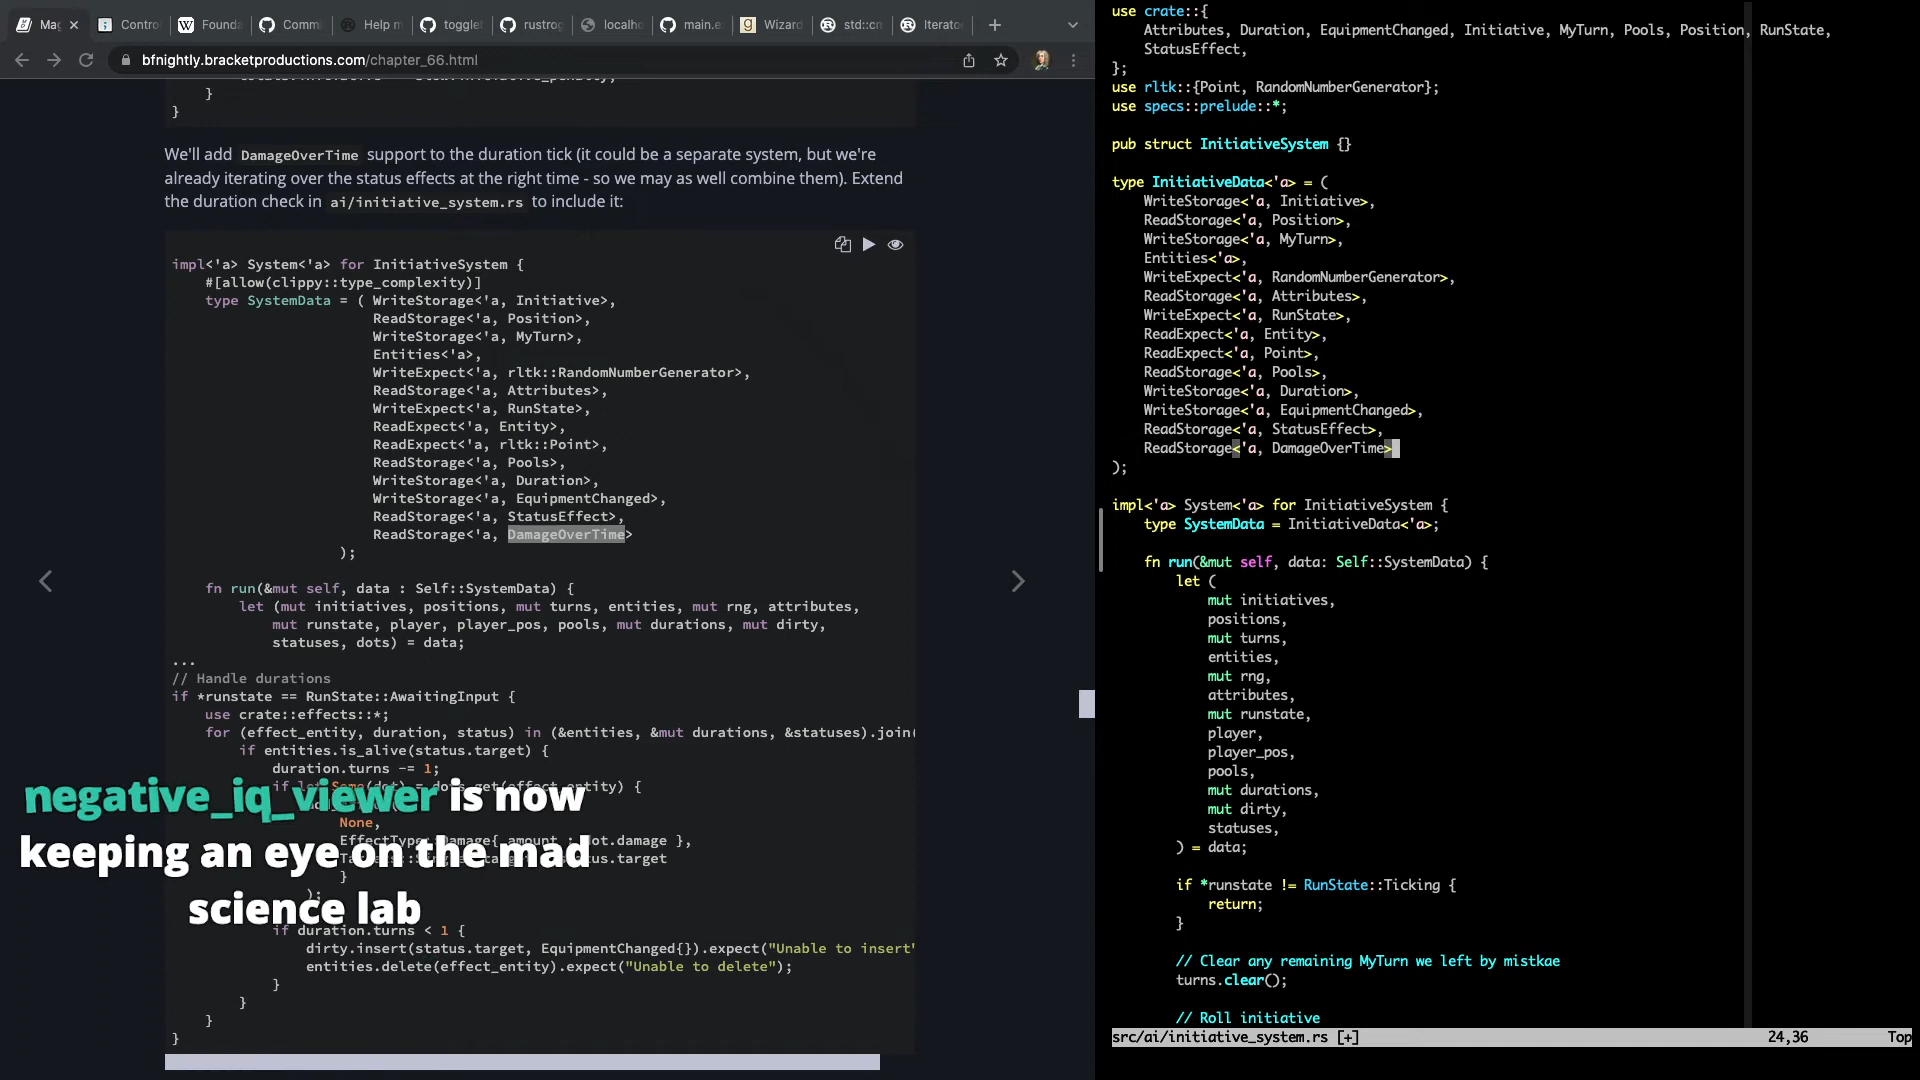 Mag
Contro
Founda
Commi
Help m
toggle
rustrog
localho
main.e
Wizard
std::cm
Iterato
bfnightly.bracketproductions.com/chapter_66.html
}
}
We'll add DamageOverTime support to the duration tick (it could be a separate system, but we're
already iterating over the status effects at the right time - so we may as well combine them). Extend
the duration check in ai/initiative_system.rs to include it:
impl<'a> System<'a> for InitiativeSystem {
#[allow(clippy::type_complexity)]
type SystemData = ( WriteStorage<'a, Initiative>,
ReadStorage<'a, Position>,
WriteStorage<'a, MyTurn>,
Entities<'a>,
WriteExpect<'a, rltk::RandomNumberGenerator>,
ReadStorage<'a, Attributes>,
WriteExpect<'a, RunState>,
ReadExpect<'a, Entity>,
ReadExpect<'a, rltk::Point>,
ReadStorage<'a, Pools>,
WriteStorage<'a, Duration>,
WriteStorage<'a, EquipmentChanged>,
ReadStorage<'a, StatusEffect>,
ReadStorage<'a, DamageOverTime>
);
fn run(&mut self, data : Self::SystemData) {
let (mut initiatives, positions, mut turns, entities, mut rng, attributes,
mut runstate, player, player_pos, pools, mut durations, mut dirty,
statuses, dots) = data;
...
// Handle durations
if *runstate == RunState::AwaitingInput {
use crate::effects::*;
for (effect_entity, duration, status) in (&entities, &mut durations, &statuses).join(
if entities.is_alive(status.target) {
duration.turns -= 1;
negative_iq_viewer is now
keeping an eye on the mad
science lab
None,
dot.damage },
}
);
if duration.turns < 1 {
dirty.insert(status.target, EquipmentChanged{}).expect("Unable to insert"
entities.delete(effect_entity).expect("Unable to delete");
}
}
}
}
use crate::{
Attributes, Duration, EquipmentChanged, Initiative, MyTurn, Pools, Position, RunState,
StatusEffect,
};
use rltk::{Point, RandomNumberGenerator};
use specs::prelude::*;
pub struct InitiativeSystem {}
type InitiativeData<'a> = (
WriteStorage<'a, Initiative>,
ReadStorage<'a, Position>,
WriteStorage<'a, MyTurn>,
Entities<'a>,
WriteExpect<'a, RandomNumberGenerator>,
ReadStorage<'a, Attributes>,
WriteExpect<'a, RunState>,
ReadExpect<'a, Entity>,
ReadExpect<'a, Point>,
ReadStorage<'a, Pools>,
WriteStorage<'a, Duration>,
WriteStorage<'a, EquipmentChanged>,
ReadStorage<'a, StatusEffect>,
ReadStorage<'a, DamageOverTime>
);
impl<'a> System<'a> for InitiativeSystem {
type SystemData = InitiativeData<'a>;
fn run(&mut self, data: Self::SystemData) {
let (
mut initiatives,
positions,
mut turns,
entities,
mut rng,
attributes,
mut runstate,
player,
player_pos,
pools,
mut durations,
mut dirty,
statuses,
) = data;
if *runstate != RunState::Ticking {
return;
}
// Clear any remaining MyTurn we left by mistkae
turns.clear();
// Roll initiative
src/ai/initiative_system.rs [+] 24,36 Top